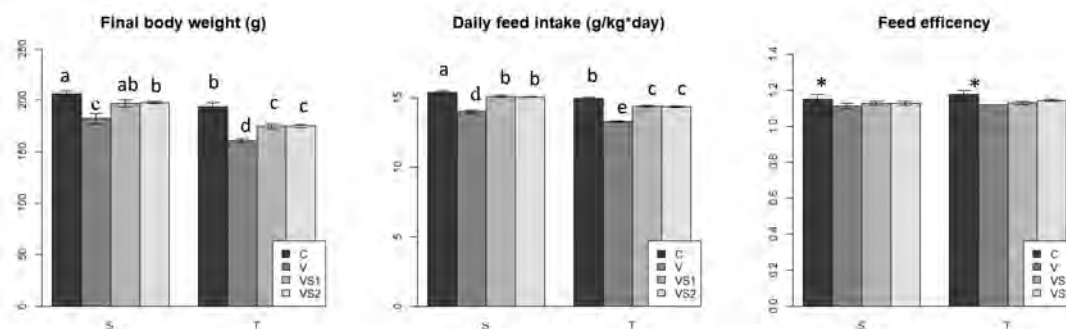 Final body weight (g)
250
200
150
100
50
0
a
c
ab
b
b
d
c
c
C
V
VS1
VS2
S
T
Daily feed intake (g/kg*day)
15
10
5
0
a
d
b
b
b
e
c
c
C
V
VS1
VS2
S
T
Feed efficency
1.4
1.2
1.0
0.8
0.6
0.4
0.2
0.0
*
*
C
V
VS1
VS2
S
T